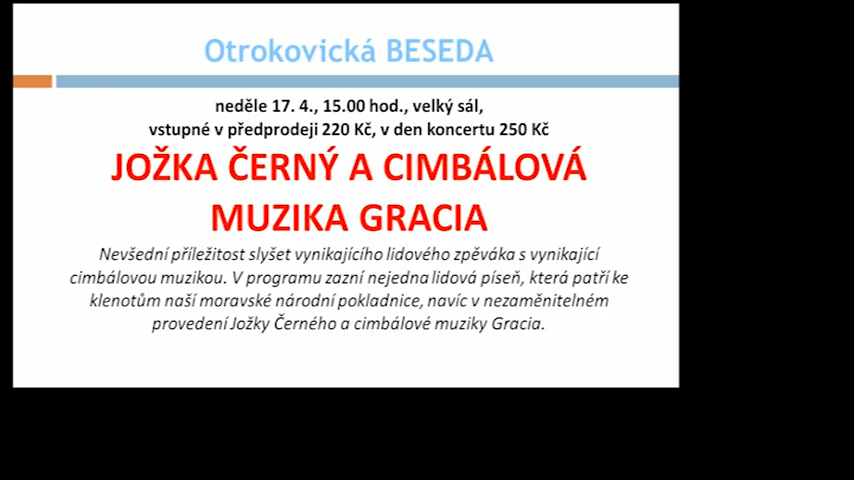 Otrokovická BESEDA
neděle 17. 4., 15.00 hod., velký sál,
vstupné v předprodeji 220 Kč, v den koncertu 250 Kč
JOŽKA ČERNÝ A CIMBÁLOVÁ
MUZIKA GRACIA
Nevšední příležitost slyšet vynikajícího lidového zpěváka s vynikající
cimbálovou muzikou. V programu zazní nejedna lidová píseň, která patří ke
klenotům naší moravské národní pokladnice, navíc v nezaměnitelném
provedení Jožky Černého a cimbálové muziky Gracia.